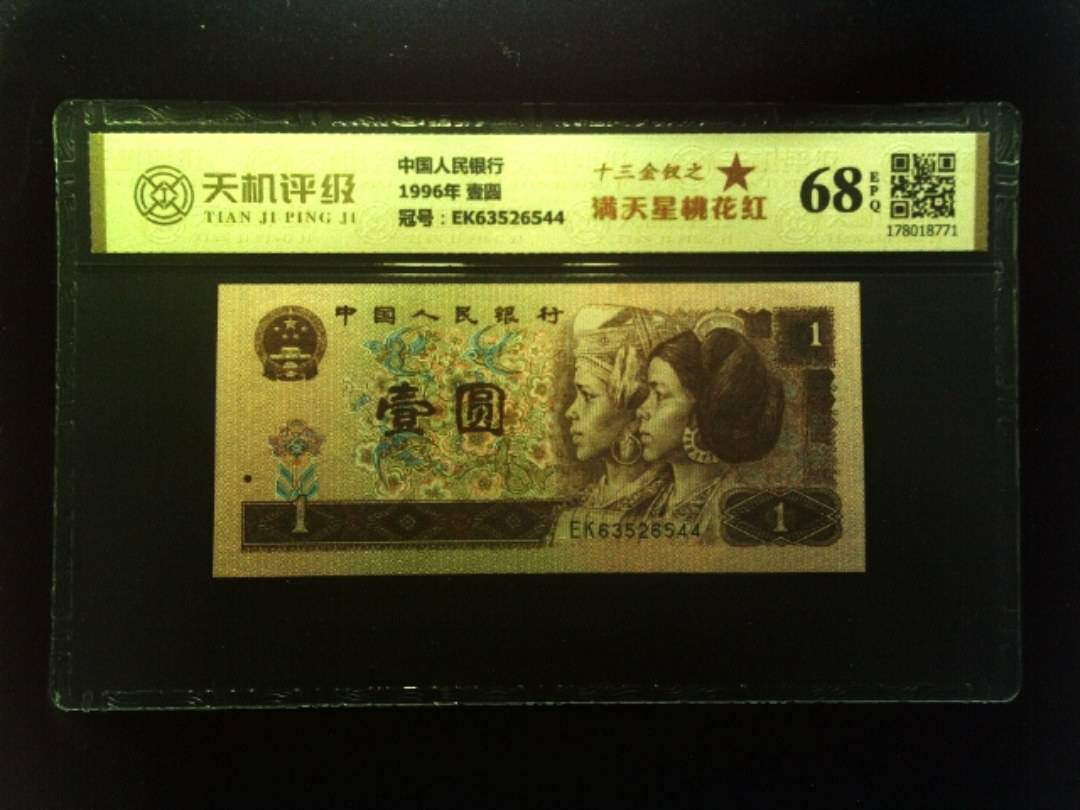 天机评级
TIAN JI PING JI
中国人民银行
1996年 壹圆
冠号：EK63526544
十三金钗之
满天星桃花红
68
EPQ
178018771
中国人民银行
壹圆
1
1
EK63526544
1